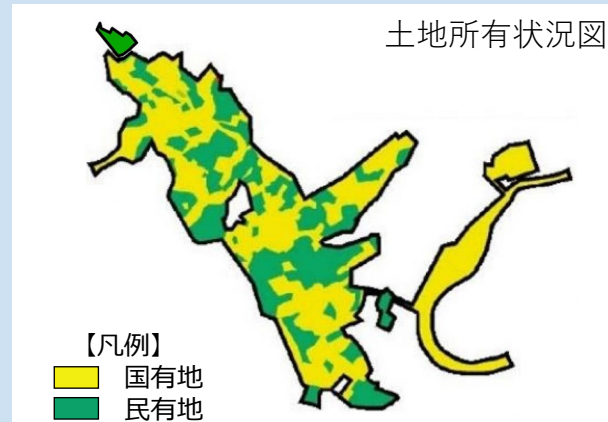 土地所有状況図
【凡例】
国有地
民有地